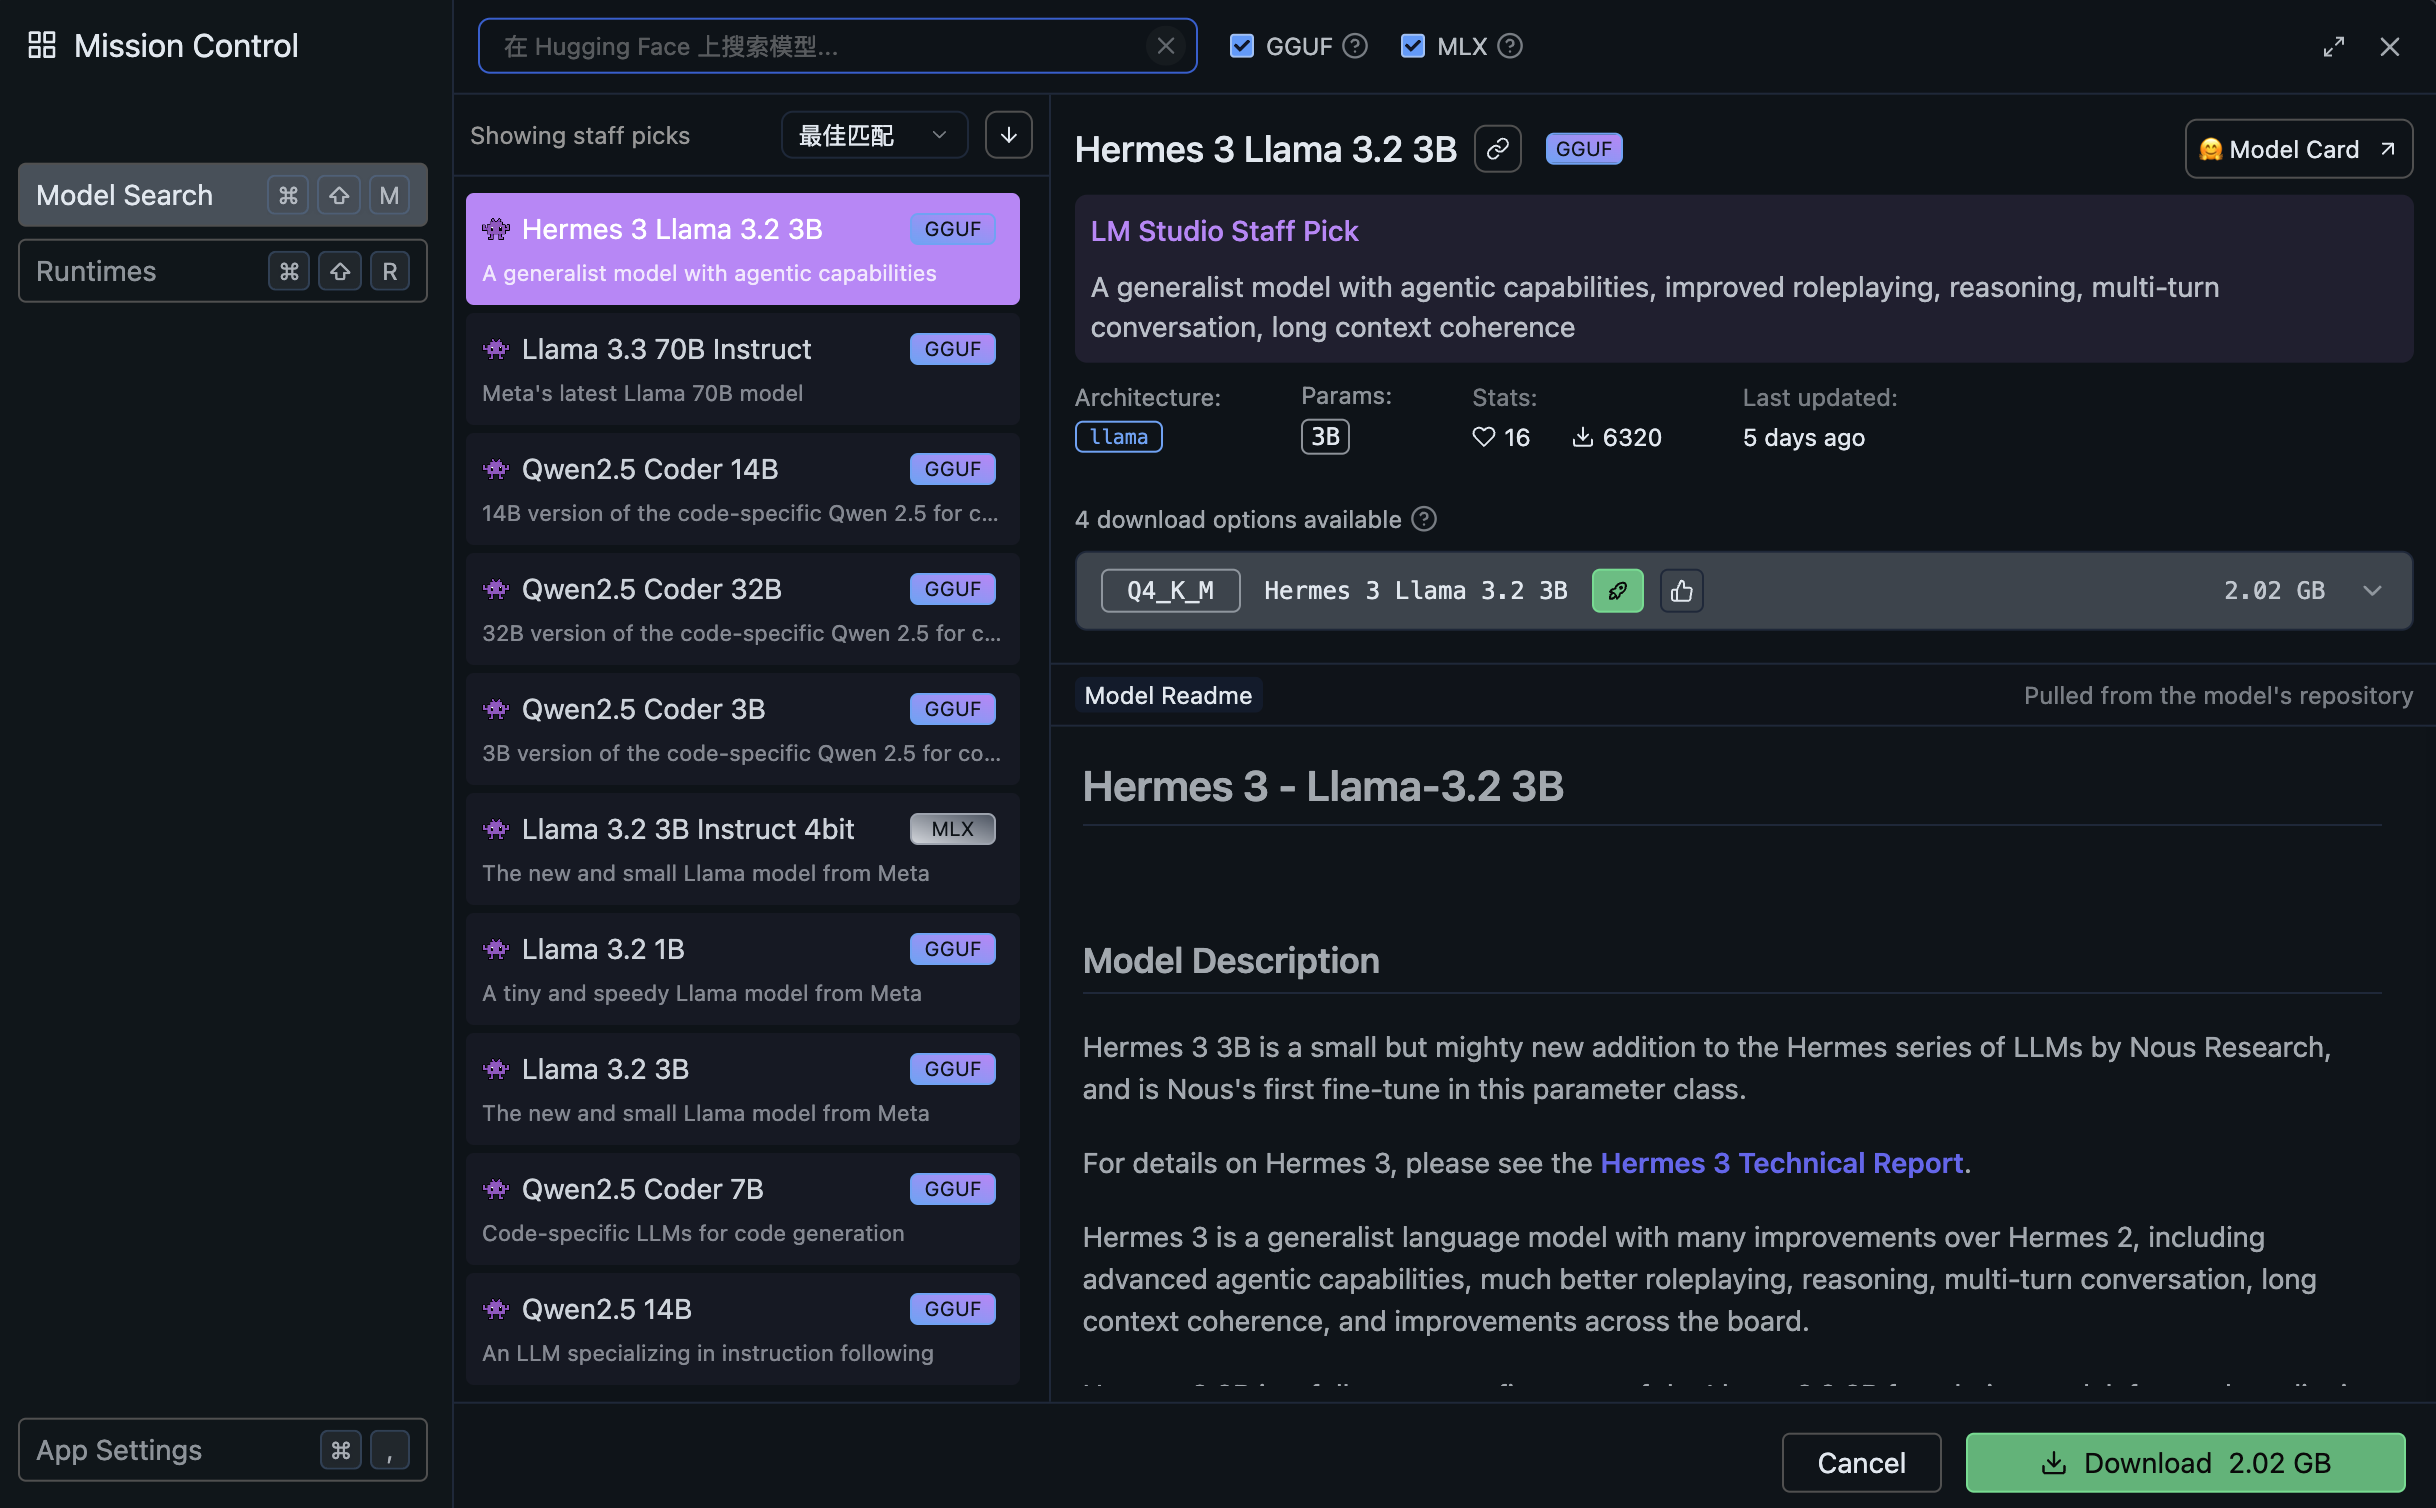 Mission Control
Model Search ⌘ ⇧ M
Runtimes ⌘ ⇧ R
App Settings ⌘ ,
在 Hugging Face 上搜索模型...
GGUF ?
MLX ?
Showing staff picks
最佳匹配
Hermes 3 Llama 3.2 3B GGUF
A generalist model with agentic capabilities
Llama 3.3 70B Instruct GGUF
Meta's latest Llama 70B model
Qwen2.5 Coder 14B GGUF
14B version of the code-specific Qwen 2.5 for c...
Qwen2.5 Coder 32B GGUF
32B version of the code-specific Qwen 2.5 for c...
Qwen2.5 Coder 3B GGUF
3B version of the code-specific Qwen 2.5 for co...
Llama 3.2 3B Instruct 4bit MLX
The new and small Llama model from Meta
Llama 3.2 1B GGUF
A tiny and speedy Llama model from Meta
Llama 3.2 3B GGUF
The new and small Llama model from Meta
Qwen2.5 Coder 7B GGUF
Code-specific LLMs for code generation
Qwen2.5 14B GGUF
An LLM specializing in instruction following
Hermes 3 Llama 3.2 3B GGUF
🤗 Model Card
LM Studio Staff Pick
A generalist model with agentic capabilities, improved roleplaying, reasoning, multi-turn
conversation, long context coherence
Architecture: Params: Stats: Last updated:
llama 3B 16 6320 5 days ago
4 download options available ?
Q4_K_M Hermes 3 Llama 3.2 3B 2.02 GB
Model Readme Pulled from the model's repository
Hermes 3 - Llama-3.2 3B
Model Description
Hermes 3 3B is a small but mighty new addition to the Hermes series of LLMs by Nous Research,
and is Nous's first fine-tune in this parameter class.
For details on Hermes 3, please see the Hermes 3 Technical Report.
Hermes 3 is a generalist language model with many improvements over Hermes 2, including
advanced agentic capabilities, much better roleplaying, reasoning, multi-turn conversation, long
context coherence, and improvements across the board.
Cancel
Download 2.02 GB